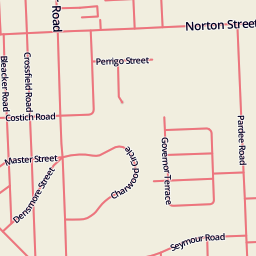 Road
Norton Street
Perrigo Street
Bleacker Road
Crossfield Road
Costich Road
Pardee Road
Master Street
Charwood Circle
Governor Terrace
Densmore Street
Seymour Road